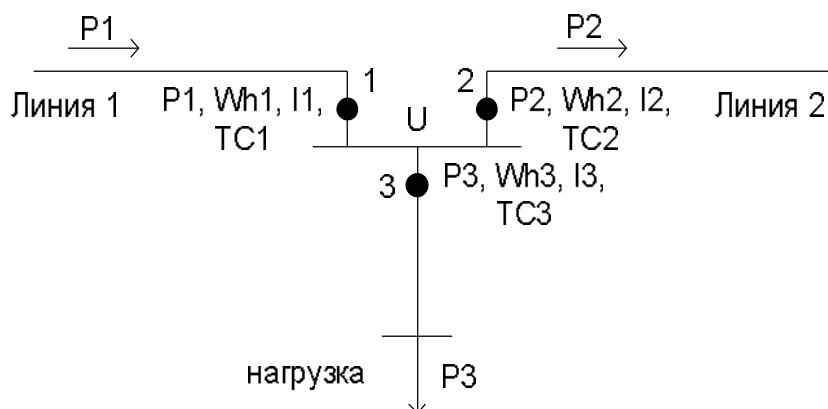 P1
P2
1
2
Линия 1
P1, Wh1, I1,
TC1
U
P2, Wh2, I2,
TC2
Линия 2
3
P3, Wh3, I3,
TC3
нагрузка
P3